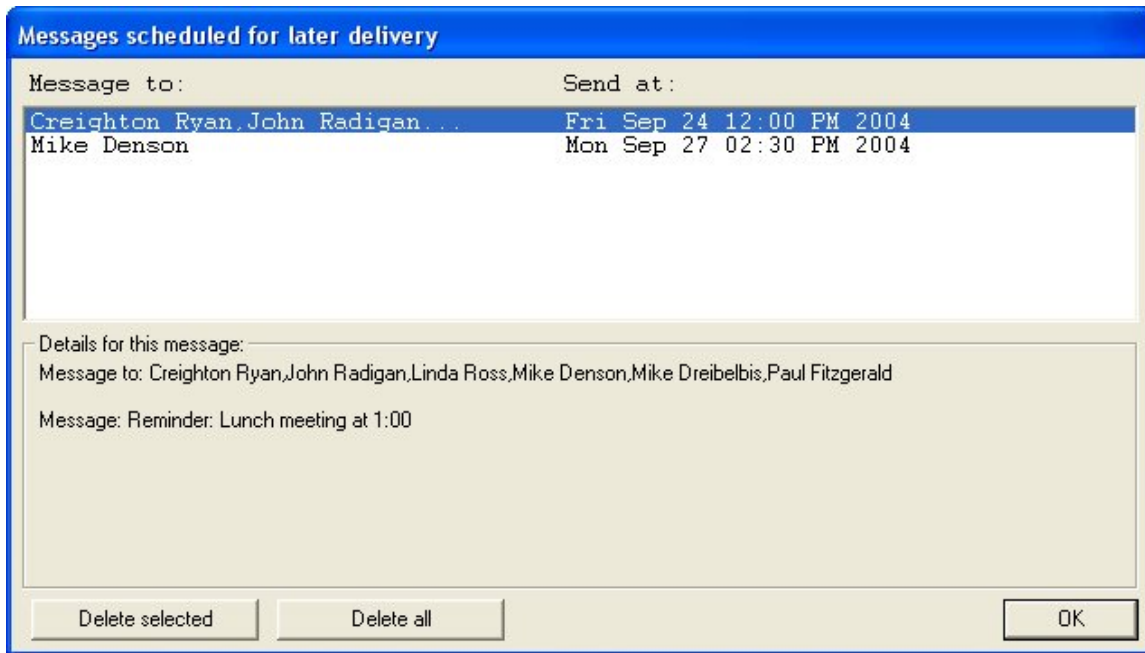 Messages scheduled for later delivery
Message to: Send at:
Creighton Ryan,John Radigan... Fri Sep 24 12:00 PM 2004
Mike Denson Mon Sep 27 02:30 PM 2004
Details for this message:
Message to: Creighton Ryan,John Radigan,Linda Ross,Mike Denson,Mike Dreibelbis,Paul Fitzgerald
Message: Reminder: Lunch meeting at 1:00
Delete selected Delete all OK